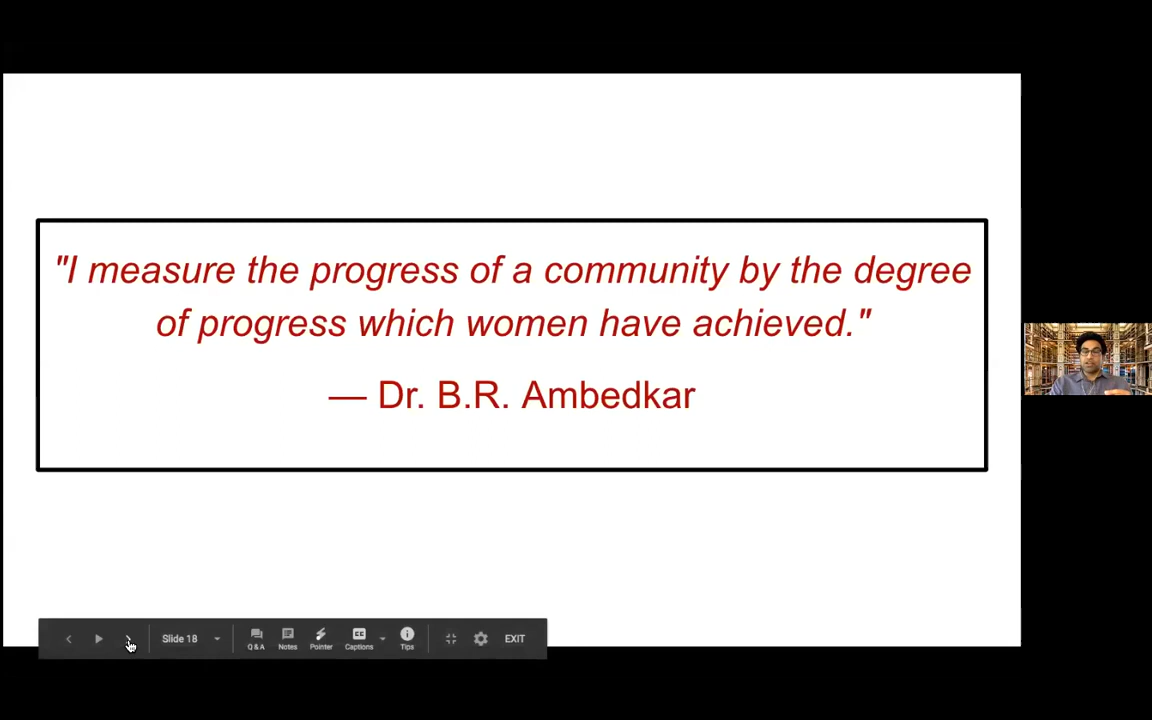 "I measure the progress of a community by the degree
of progress which women have achieved."
— Dr. B.R. Ambedkar
Slide 18
Q & A
Notes
Pointer
CC
Captions
Tips
EXIT